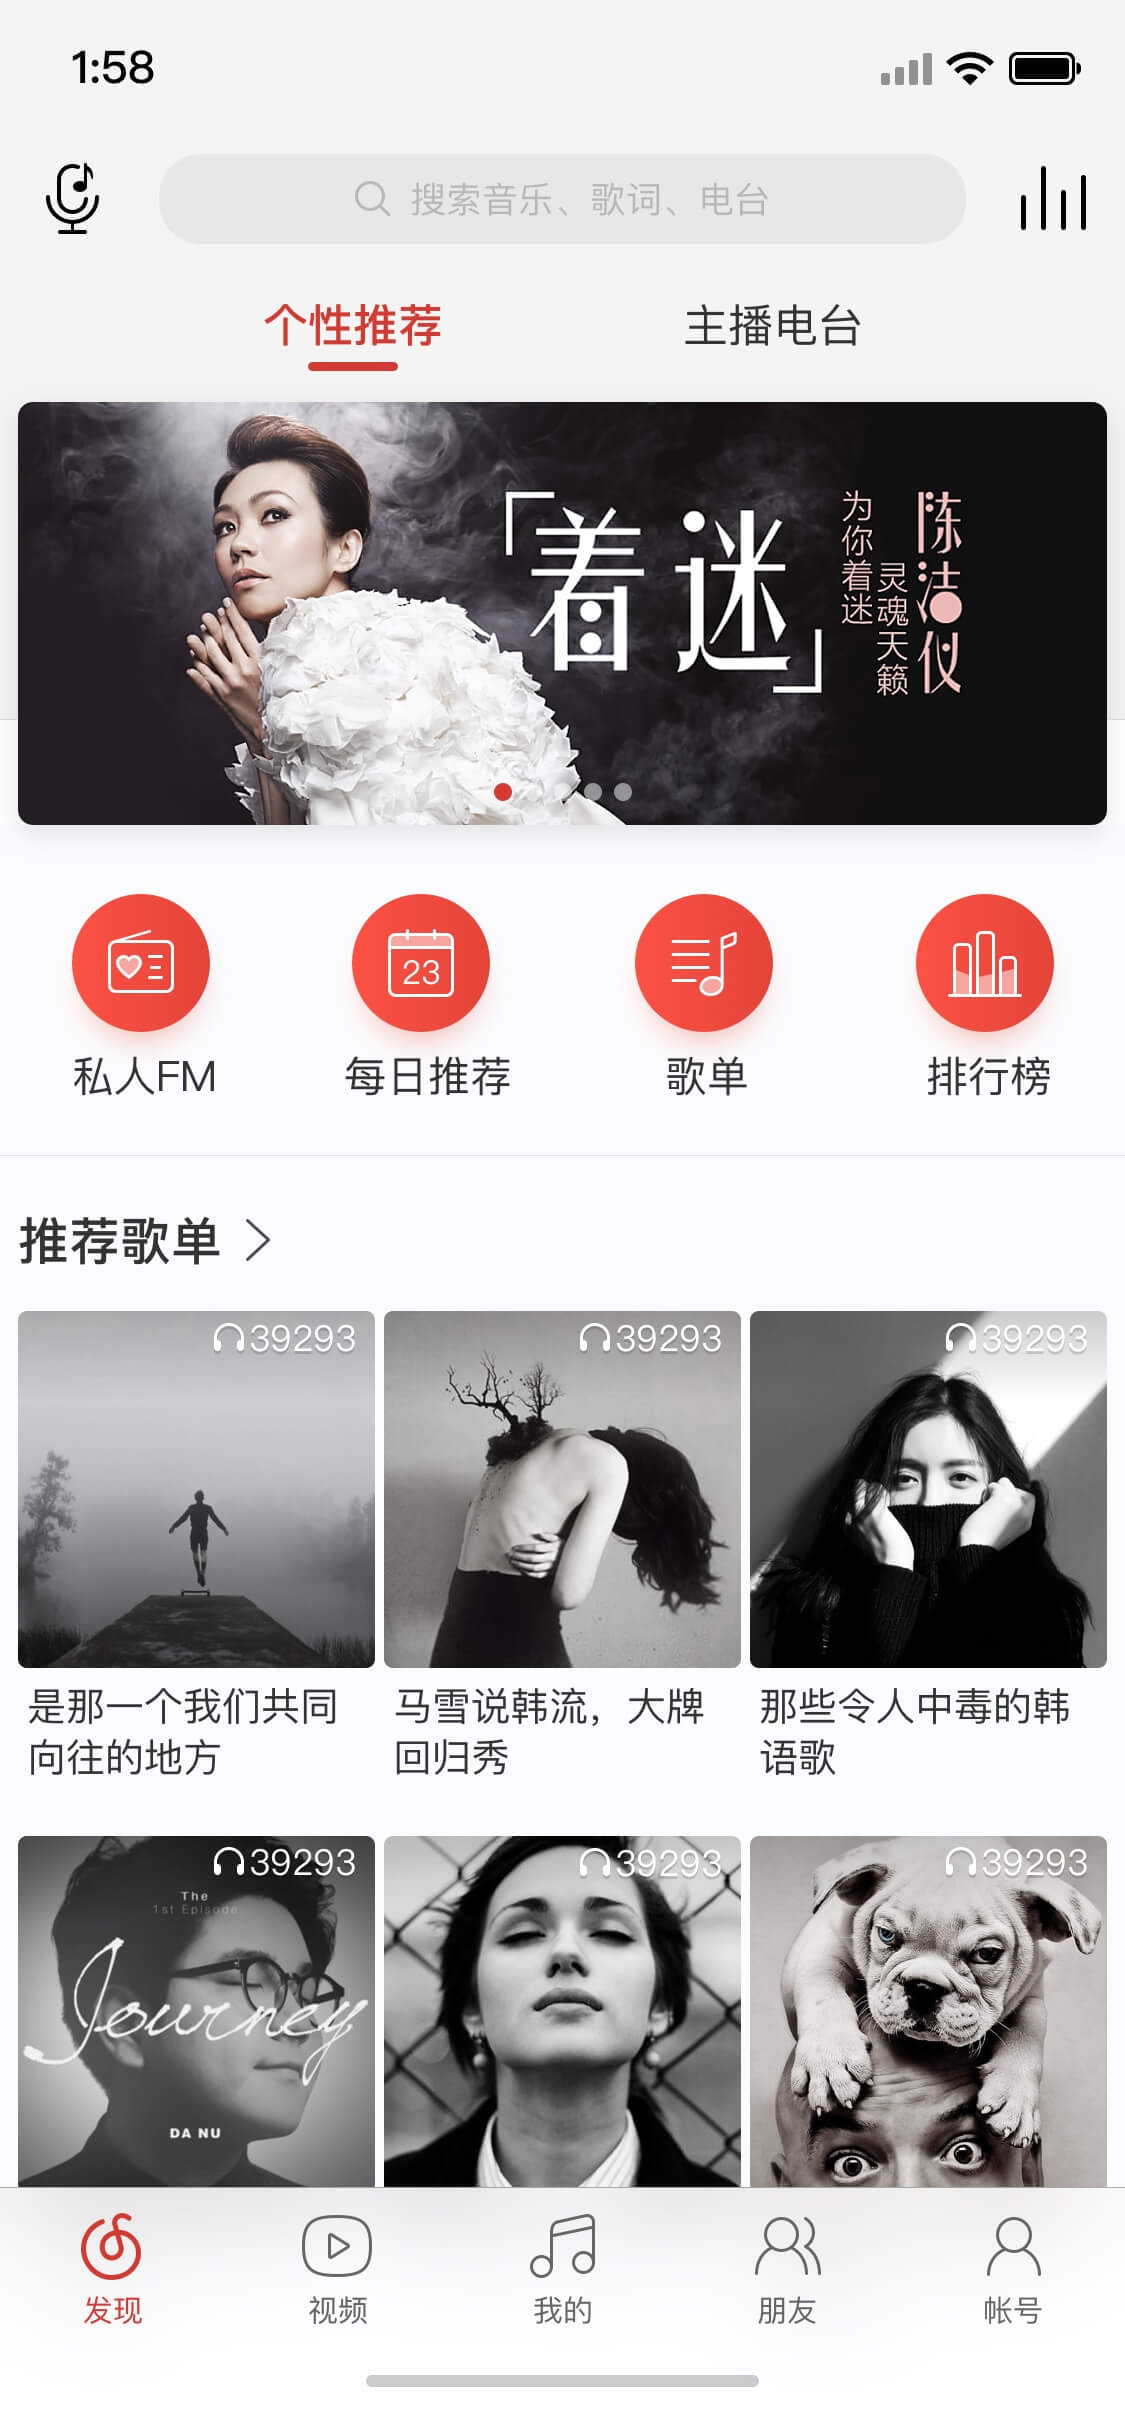 1:58
搜索音乐、歌词、电台
个性推荐
主播电台
「着迷」
为你着迷
灵魂天籁
陈洁仪
23
私人FM
每日推荐
歌单
排行榜
推荐歌单
39293
39293
39293
是那一个我们共同
向往的地方
马雪说韩流，大牌
回归秀
那些令人中毒的韩
语歌
39293
The
1st Episode
Journey
DA NU
39293
39293
发现
视频
我的
朋友
帐号